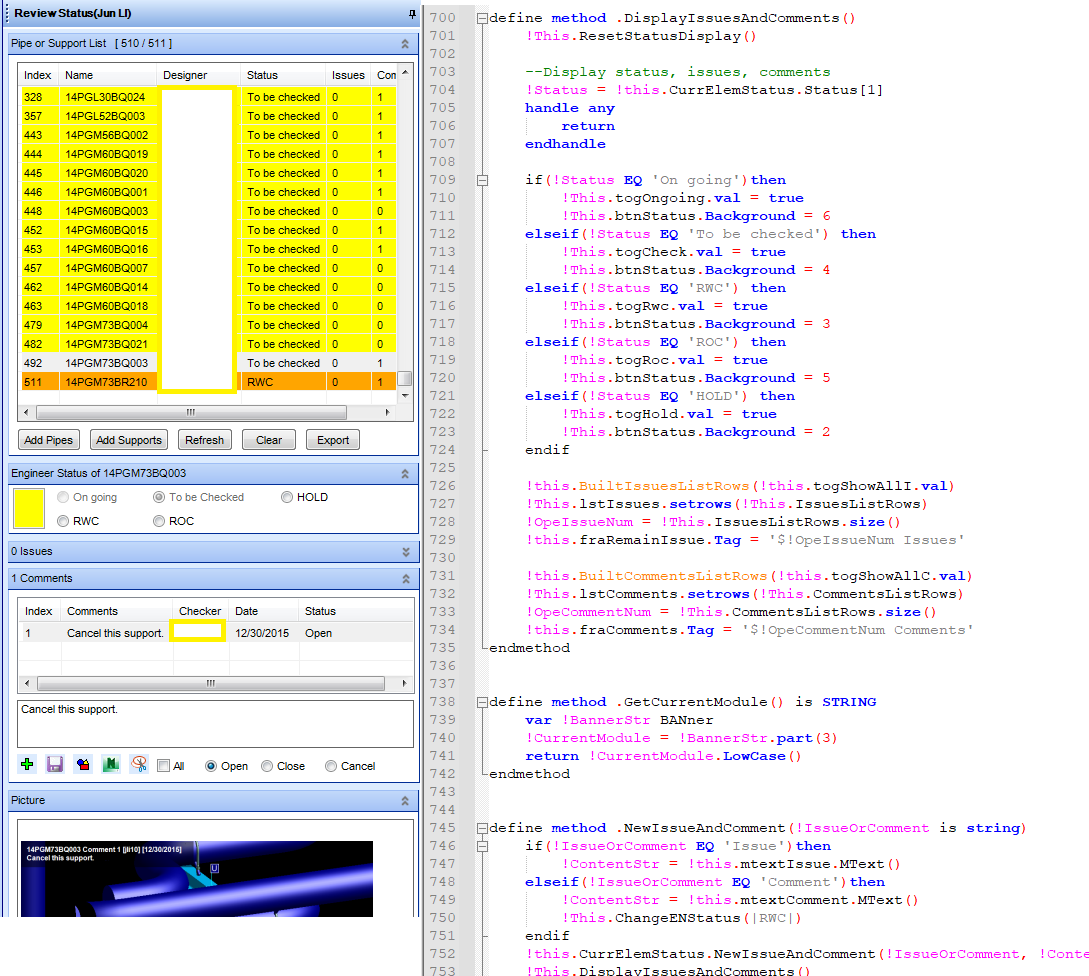 Review Status(Jun LI)
Pipe or Support List [ 510 / 511 ]
Index Name Designer Status Issues Con
328 14PGL30BQ024 To be checked 0 1
357 14PGL52BQ003 To be checked 0 1
443 14PGM56BQ002 To be checked 0 1
444 14PGM60BQ019 To be checked 0 1
445 14PGM60BQ020 To be checked 0 1
446 14PGM60BQ001 To be checked 0 1
448 14PGM60BQ003 To be checked 0 0
452 14PGM60BQ015 To be checked 0 1
453 14PGM60BQ016 To be checked 0 1
457 14PGM60BQ007 To be checked 0 0
462 14PGM60BQ014 To be checked 0 0
463 14PGM60BQ018 To be checked 0 0
479 14PGM73BQ004 To be checked 0 0
482 14PGM73BQ021 To be checked 0 0
492 14PGM73BQ003 To be checked 0 1
511 14PGM73BR210 RWC 0 1
Add Pipes Add Supports Refresh Clear Export
Engineer Status of 14PGM73BQ003
On going To be Checked HOLD
RWC ROC
0 Issues
1 Comments
Index Comments Checker Date Status
1 Cancel this support. 12/30/2015 Open
Cancel this support.
All Open Close Cancel
Picture
14PGM73BQ003 Comment 1 [jli10] [12/30/2015]
Cancel this support.
U
700 define method .DisplayIssuesAndComments()
701 !This.ResetStatusDisplay()
702
703 --Display status, issues, comments
704 !Status = !this.CurrElemStatus.Status[1]
705 handle any
706 return
707 endhandle
708
709 if(!Status EQ 'On going')then
710 !This.togOngoing.val = true
711 !This.btnStatus.Background = 6
712 elseif(!Status EQ 'To be checked') then
713 !This.togCheck.val = true
714 !This.btnStatus.Background = 4
715 elseif(!Status EQ 'RWC') then
716 !This.togRwc.val = true
717 !This.btnStatus.Background = 3
718 elseif(!Status EQ 'ROC') then
719 !This.togRoc.val = true
720 !This.btnStatus.Background = 5
721 elseif(!Status EQ 'HOLD') then
722 !This.togHold.val = true
723 !This.btnStatus.Background = 2
724 endif
725
726 !this.BuiltIssuesListRows(!this.togShowAllI.val)
727 !This.lstIssues.setrows(!This.IssuesListRows)
728 !OpeIssueNum = !This.IssuesListRows.size()
729 !this.fraRemainIssue.Tag = '$!OpeIssueNum Issues'
730
731 !this.BuiltCommentsListRows(!this.togShowAllC.val)
732 !this.lstComments.setrows(!This.CommentsListRows)
733 !OpeCommentNum = !This.CommentsListRows.size()
734 !this.fraComments.Tag = '$!OpeCommentNum Comments'
735 endmethod
736
737
738 define method .GetCurrentModule() is STRING
739 var !BannerStr BANner
740 !CurrentModule = !BannerStr.part(3)
741 return !CurrentModule.LowCase()
742 endmethod
743
744
745 define method .NewIssueAndComment(!IssueOrComment is string)
746 if(!IssueOrComment EQ 'Issue')then
747 !ContentStr = !this.mtextIssue.MText()
748 elseif(!IssueOrComment EQ 'Comment')then
749 !ContentStr = !this.mtextComment.MText()
750 !This.ChangeENStatus(|RWC|)
751 endif
752 !this.CurrElemStatus.NewIssueAndComment(!IssueOrComment, !Conte
753 !This.DisplayIssuesAndComments()